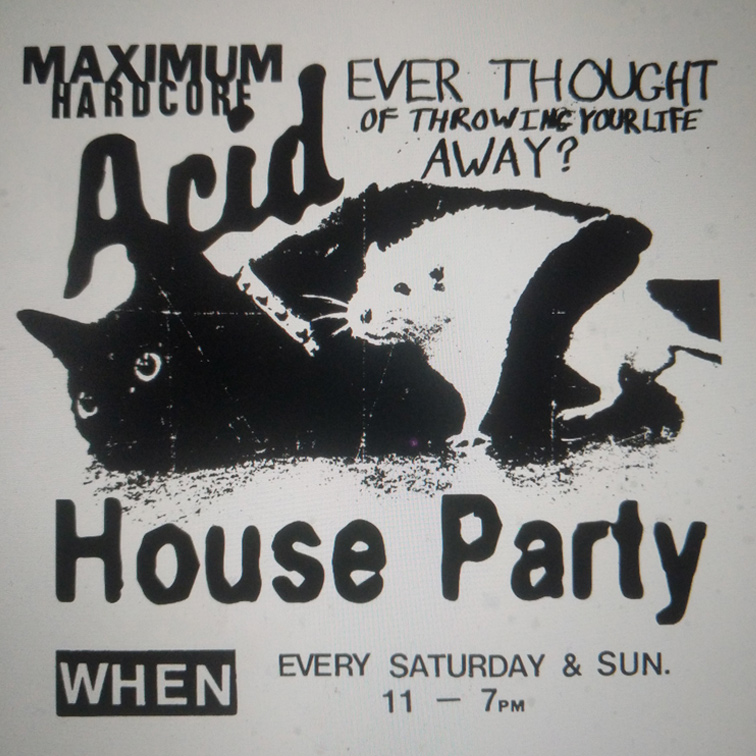 MAXIMUM
HARDCORE
Acid
EVER THOUGHT
OF THROWING YOUR LIFE
AWAY?
House Party
WHEN
EVERY SATURDAY & SUN.
11 — 7PM